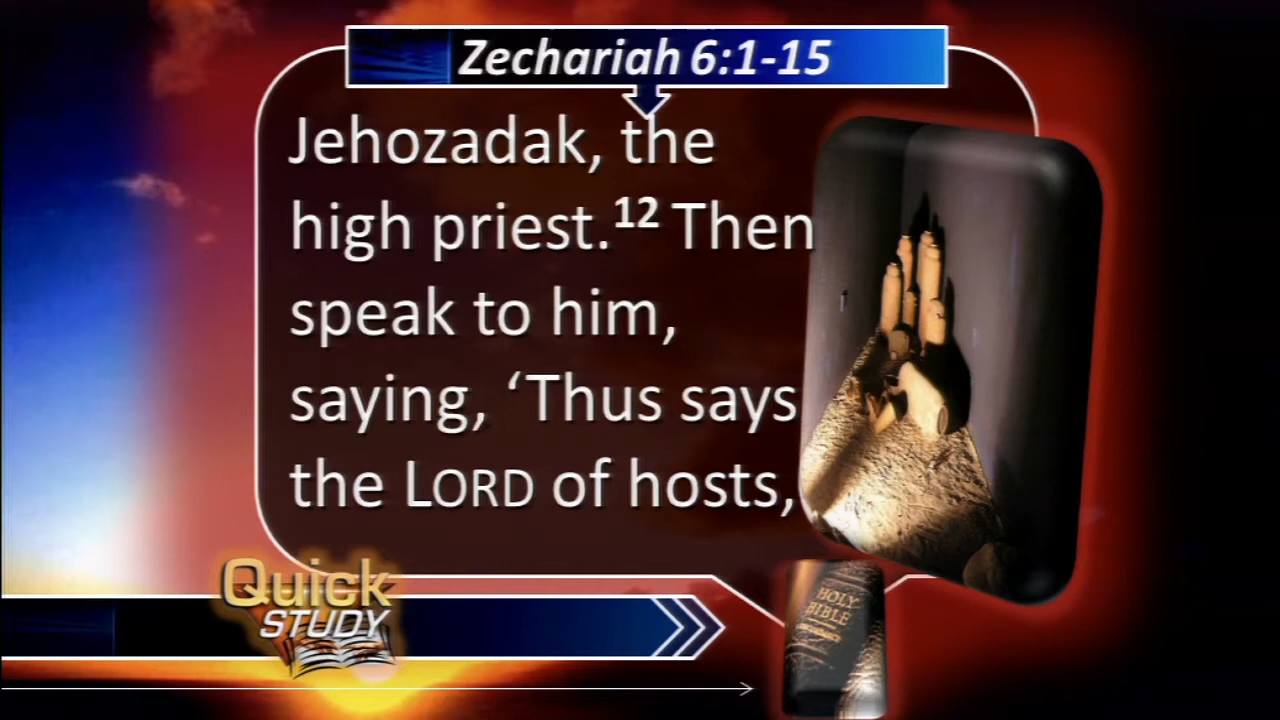 Zechariah 6:1-15
Jehozadak, the
high priest.¹² Then
speak to him,
saying, ‘Thus says
the LORD of hosts,
Quick
STUDY
HOLY
BIBLE